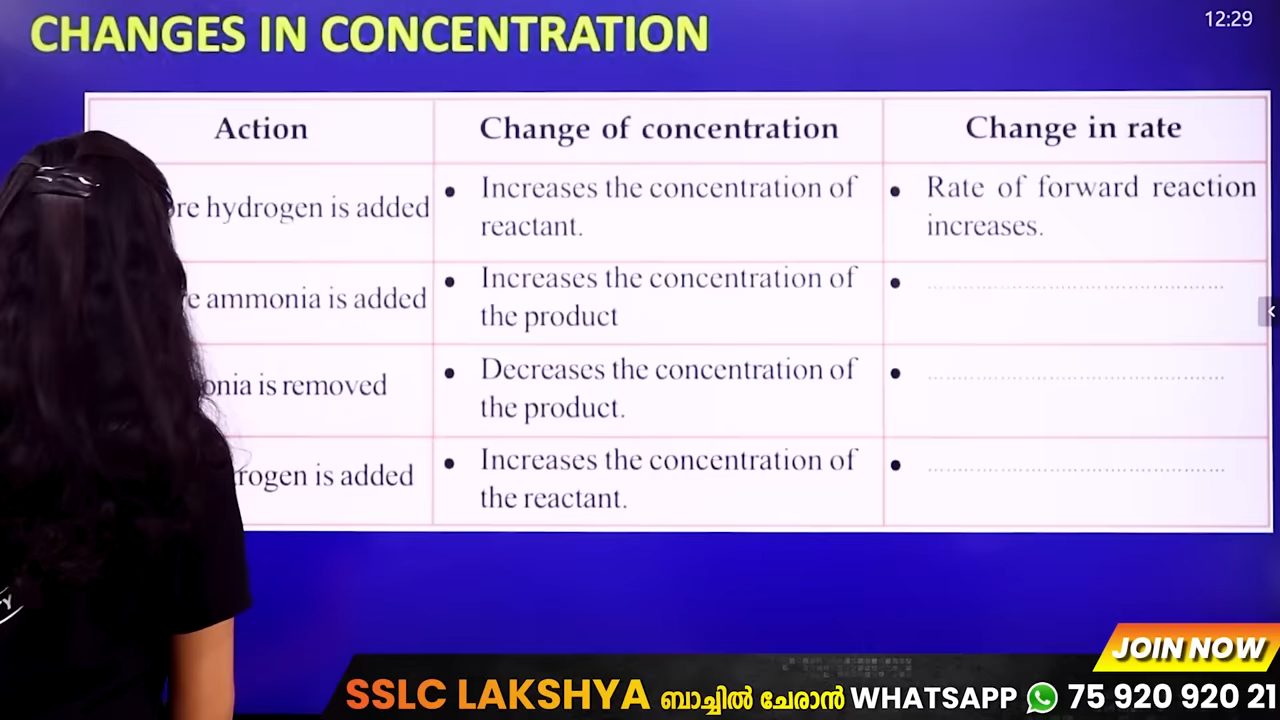 CHANGES IN CONCENTRATION
12:29
Action
Change of concentration
Change in rate
re hydrogen is added
• Increases the concentration of
reactant.
• Rate of forward reaction
increases.
e ammonia is added
• Increases the concentration of
the product
• ..........................................
onia is removed
• Decreases the concentration of
the product.
• ..........................................
rogen is added
• Increases the concentration of
the reactant.
• ..........................................
JOIN NOW
SSLC LAKSHYA ബാച്ചിൽ ചേരാൻ WHATSAPP 75 920 920 21